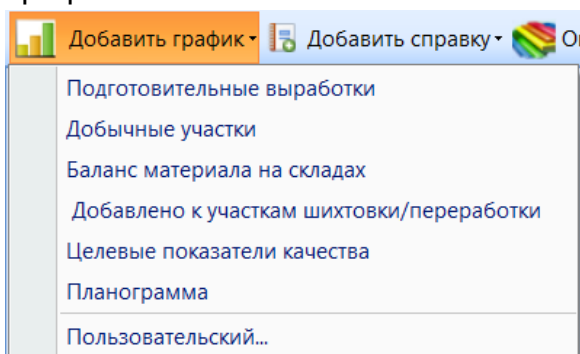 Добавить график Добавить справку
Подготовительные выработки
Добычные участки
Баланс материала на складах
Добавлено к участкам шихтовки/переработки
Целевые показатели качества
Планограмма
Пользовательский...